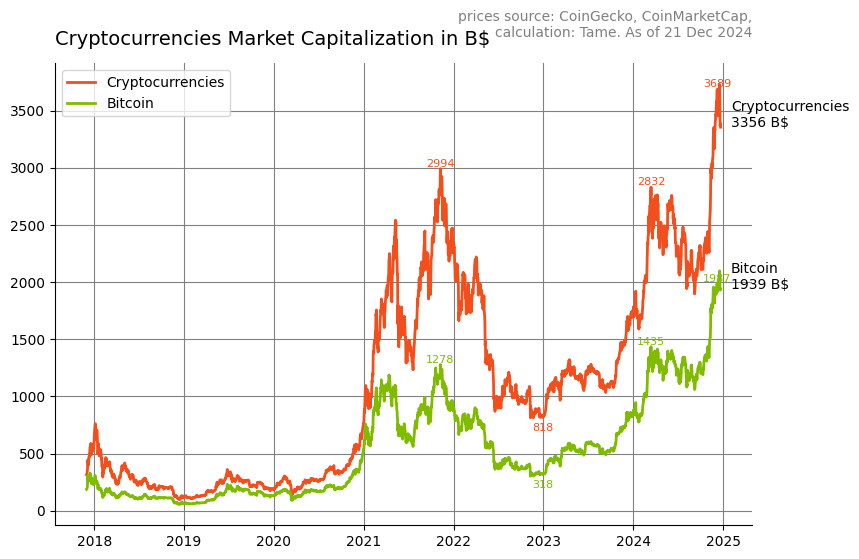 prices source: CoinGecko, CoinMarketCap,
calculation: Tame. As of 21 Dec 2024
Cryptocurrencies Market Capitalization in B$
Cryptocurrencies
Bitcoin
3689
Cryptocurrencies
3356 B$
3500
3000
2994
2832
2500
2000
Bitcoin
1939 B$
1500
1435
1278
1000
818
500
318
0
2018
2019
2020
2021
2022
2023
2024
2025